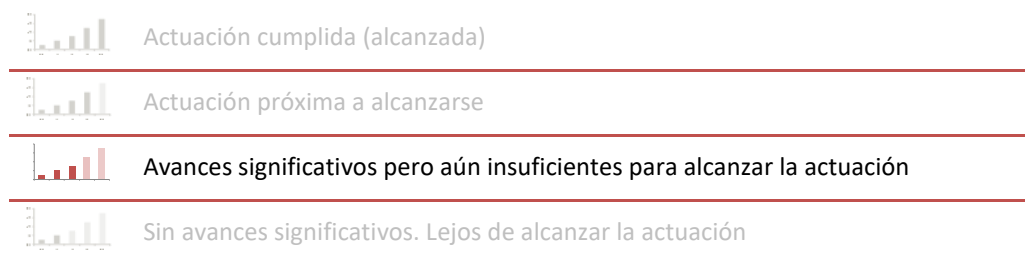 Actuación cumplida (alcanzada)
Actuación próxima a alcanzarse
Avances significativos pero aún insuficientes para alcanzar la actuación
Sin avances significativos. Lejos de alcanzar la actuación